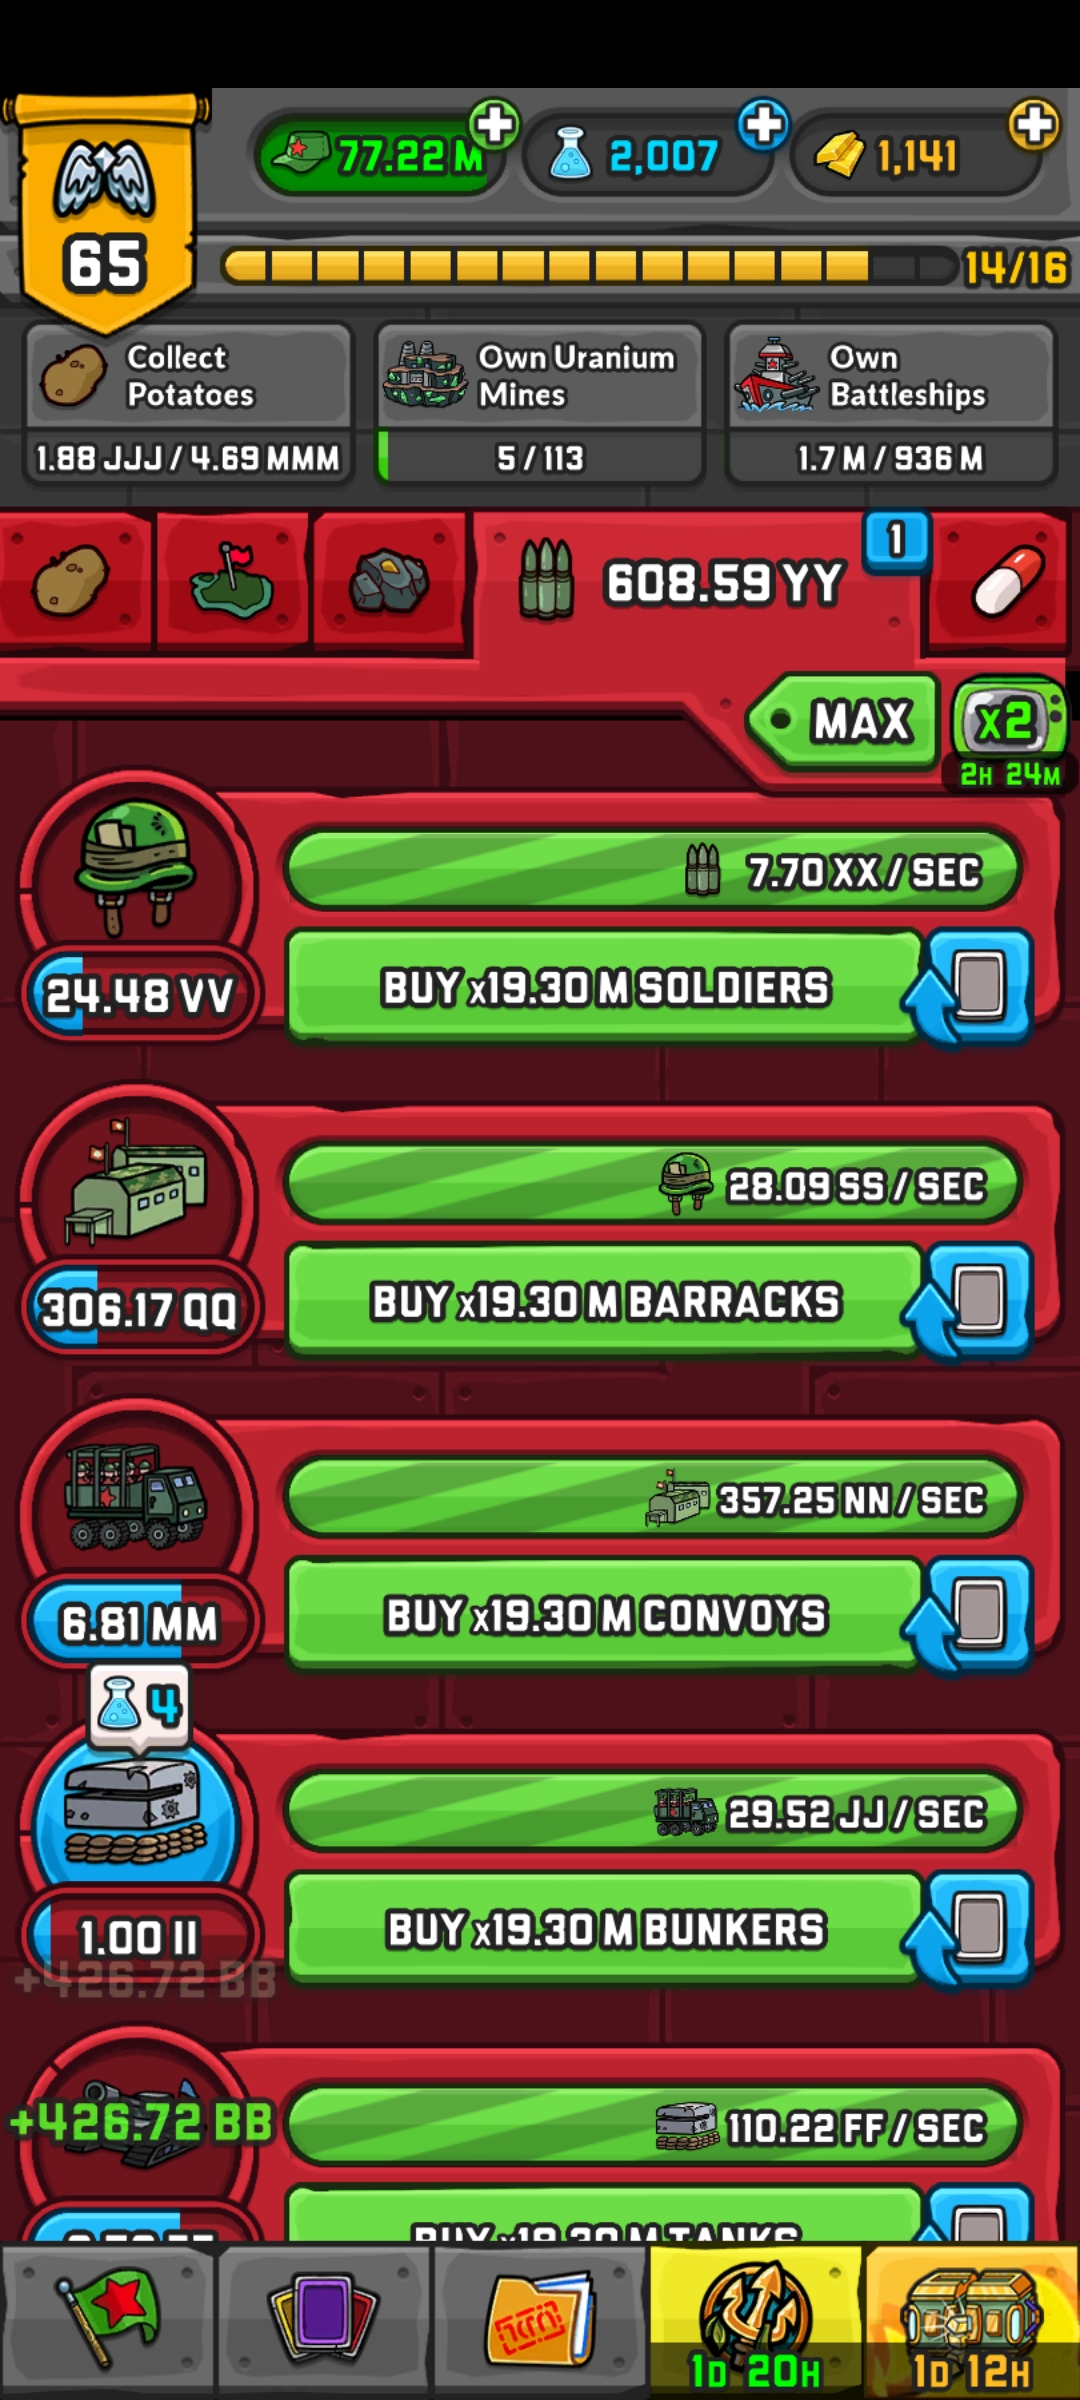 77.22 M
2,007
1,141
65
14/16
Collect
Potatoes
Own Uranium
Mines
Own
Battleships
1.88 JJJ / 4.69 MMM
5 / 113
1.7 M / 936 M
1
608.59 YY
MAX
x2
2H 24M
7.70 XX / SEC
24.48 VV
BUY x19.30 M SOLDIERS
28.09 SS / SEC
306.17 QQ
BUY x19.30 M BARRACKS
357.25 NN / SEC
6.81 MM
BUY x19.30 M CONVOYS
4
29.52 JJ / SEC
1.00 II
BUY x19.30 M BUNKERS
+426.72 BB
+426.72 BB
110.22 FF / SEC
BUY x19.30 M TANKS
1D 20H
1D 12H